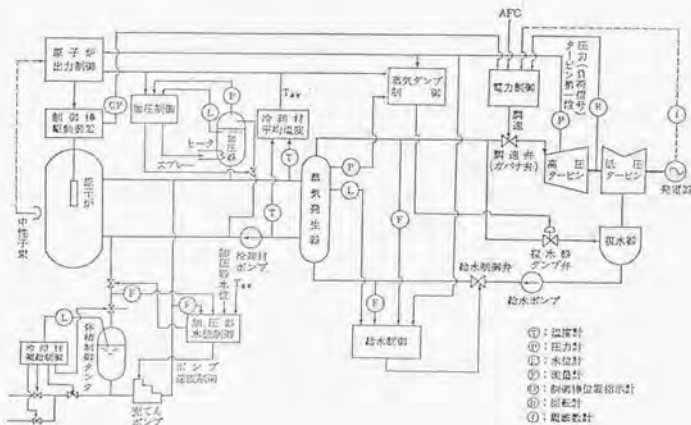 AFC
原子炉
出力制御
制御棒
駆動装置
CP
加圧制御
L
P
ヒータ
スプレー
加圧器
Tav
冷却材
平均温度
T
蒸気ダンプ
制御
電力制御
調速
調速弁
(ガバナ弁)
圧力(負荷信号)
タービン第一段
P
R
高圧
タービン
低圧
タービン
f
発電器
原子炉
中性子束
T
冷却材
ポンプ
蒸気発生器
P
L
F
復水器
復水器
ダンプ弁
給水制御弁
給水ポンプ
F
給水制御
加圧器水位
Tav
F
F
加圧器
水位制御
ポンプ
速度制御
L
体積制御タンク
冷却材
補給制御
充てん
ポンプ
T:温度計
P:圧力計
L:水位計
F:流量計
CP:制御棒位置指示計
R:回転計
f:周波数計